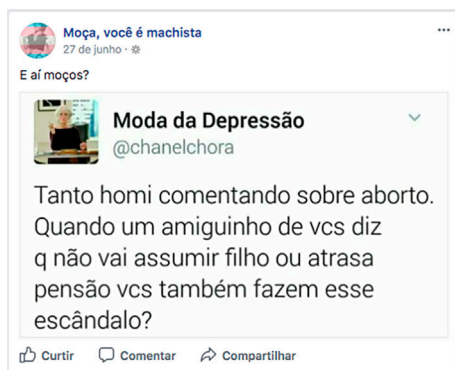 Moça, você é machista
27 de junho ·
E aí moços?
Moda da Depressão
@chanelchora
Tanto homi comentando sobre aborto.
Quando um amiguinho de vcs diz
q não vai assumir filho ou atrasa
pensão vcs também fazem esse
escândalo?
Curtir Comentar Compartilhar